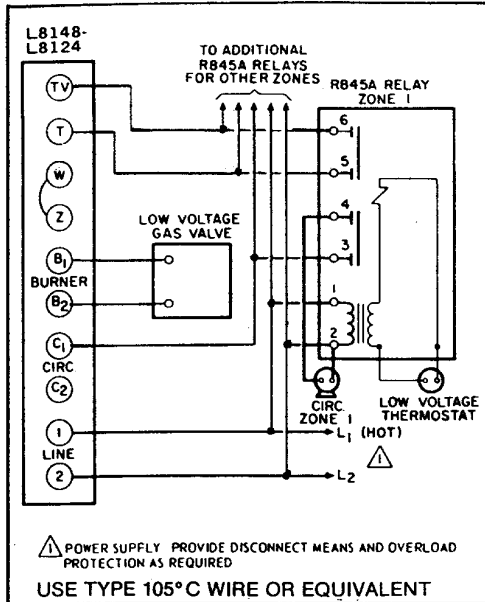 L8148-
L8124
TO ADDITIONAL
R845A RELAYS
FOR OTHER ZONES
R845A RELAY
ZONE 1
TV
T
W
Z
B1
BURNER
B2
C1
CIRC
C2
1
LINE
2
LOW VOLTAGE
GAS VALVE
6
5
4
3
1
2
CIRC.
ZONE 1
LOW VOLTAGE
THERMOSTAT
L1 (HOT)
1
L2
1 POWER SUPPLY PROVIDE DISCONNECT MEANS AND OVERLOAD
PROTECTION AS REQUIRED
USE TYPE 105°C WIRE OR EQUIVALENT